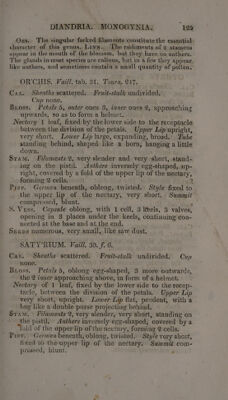 DIANDRIA. MONOGYNIA. 125
OBS. The singular forked filaments constitute the essential
character of this genus. LINN. The rudiments of 2 stamens
appear in the mouth of the blossom, but they have no anthers.
The glands in most species are callous, but in a few they appear
like anthers, and sometimes contain a small quantity of pollen.
ORCHIS. Vaill. tab. 31. Tourn. 247.
CAL. Sheaths scattered. Fruit-stalk undivided.
Cup none.
BLOSS. Petals 5, outer ones 3, inner ones 2, approaching
upwards, so as to form a helmet.
Nectary 1 leaf, fixed by the lower side to the receptacle
between the division of the petals. Upper Lip upright,
very short. Lower Lip large, expanding, broad. Tube
standing behind, shaped like a horn, hanging a little
down.
STAM. Filaments 2, very slender and very short, stand-
ing on the pistil. Anthers inversely egg-shaped, up-
right, covered by a fold of the upper lip of the nectary,
forming 2 cells.
PIST. Germen beneath, oblong, twisted. Style fixed to
the upper lip of the nectary, very short. Summit
compressed, blunt.
S. VESS. Capsule oblong, with 1 cell, 3 keels, 3 valves,
opening in 3 places under the keels, continuing con-
nected at the base and at the end.
SEEDS numerous, very small, like saw dust.
SATYRIUM. Vaill. 30. f. 6.
CAL. Sheaths scattered. Fruit-stalk undivided. Cup
none.
BLOSS. Petals 5, oblong egg-shaped, 3 more outwards,
the 2 inner approaching above, in form of a helmet.
Nectary of 1 leaf, fixed by the lower side to the recep-
tacle, between the division of the petals. Upper Lip
very short, upright. Lower Lip flat, pendent, with a
bag like a double purse projecting behind.
STAM. Filaments 2, very slender, very short, standing on
the pistil. Anthers inversely egg-shaped, covered by a
fold of the upper lip of the nectary, forming 2 cells.
PIST. Germen beneath, oblong, twisted. Style very short,
fixed to the upper lip of the nectary. Summit com-
pressed, blunt.